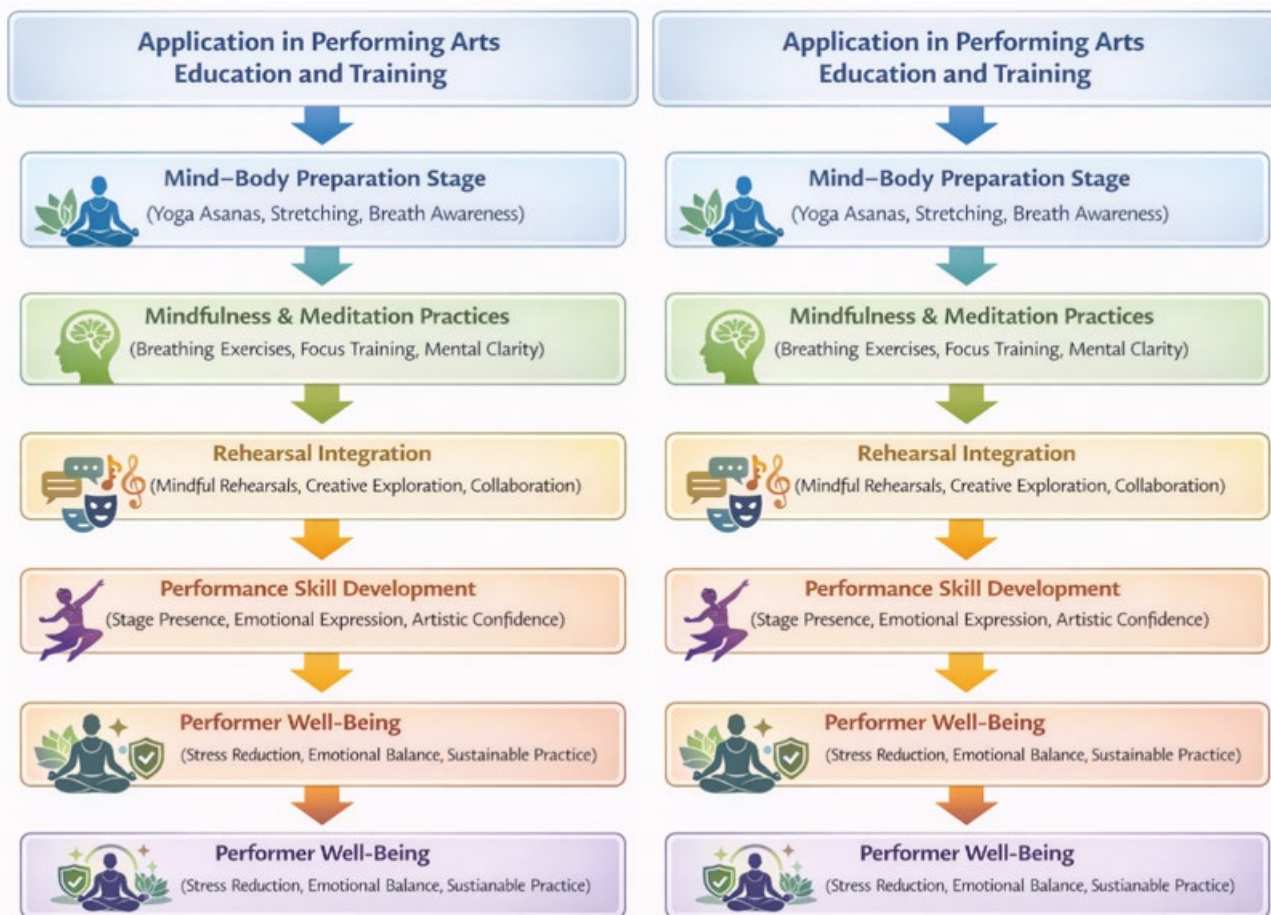 Application in Performing Arts
Education and Training
Mind–Body Preparation Stage
(Yoga Asanas, Stretching, Breath Awareness)
Mindfulness & Meditation Practices
(Breathing Exercises, Focus Training, Mental Clarity)
Rehearsal Integration
(Mindful Rehearsals, Creative Exploration, Collaboration)
Performance Skill Development
(Stage Presence, Emotional Expression, Artistic Confidence)
Performer Well-Being
(Stress Reduction, Emotional Balance, Sustainable Practice)
Performer Well-Being
(Stress Reduction, Emotional Balance, Sustianable Practice)
Application in Performing Arts
Education and Training
Mind–Body Preparation Stage
(Yoga Asanas, Stretching, Breath Awareness)
Mindfulness & Meditation Practices
(Breathing Exercises, Focus Training, Mental Clarity)
Rehearsal Integration
(Mindful Rehearsals, Creative Exploration, Collaboration)
Performance Skill Development
(Stage Presence, Emotional Expression, Artistic Confidence)
Performer Well-Being
(Stress Reduction, Emotional Balance, Sustainable Practice)
Performer Well-Being
(Stress Reduction, Emotional Balance, Sustianable Practice)